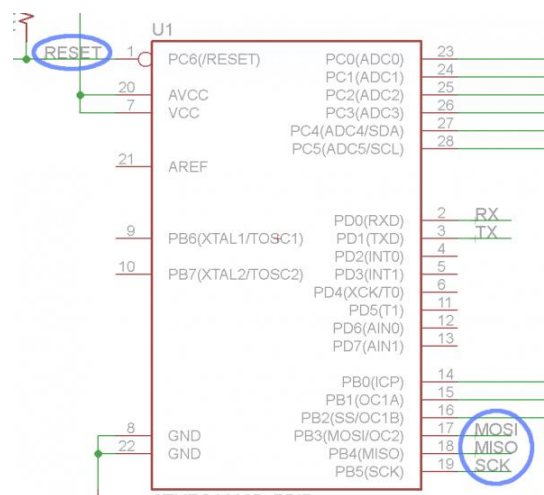 U1
RESET 1 PC6(/RESET) PC0(ADC0) 23
PC1(ADC1) 24
20 AVCC PC2(ADC2) 25
7 VCC PC3(ADC3) 26
PC4(ADC4/SDA) 27
PC5(ADC5/SCL) 28
21 AREF
PD0(RXD) 2 RX
9 PB6(XTAL1/TOSC1) PD1(TXD) 3 TX
PD2(INT0) 4
10 PB7(XTAL2/TOSC2) PD3(INT1) 5
PD4(XCK/T0) 6
PD5(T1) 11
PD6(AIN0) 12
PD7(AIN1) 13
PB0(ICP) 14
PB1(OC1A) 15
PB2(SS/OC1B) 16
8 GND PB3(MOSI/OC2) 17 MOSI
22 GND PB4(MISO) 18 MISO
PB5(SCK) 19 SCK